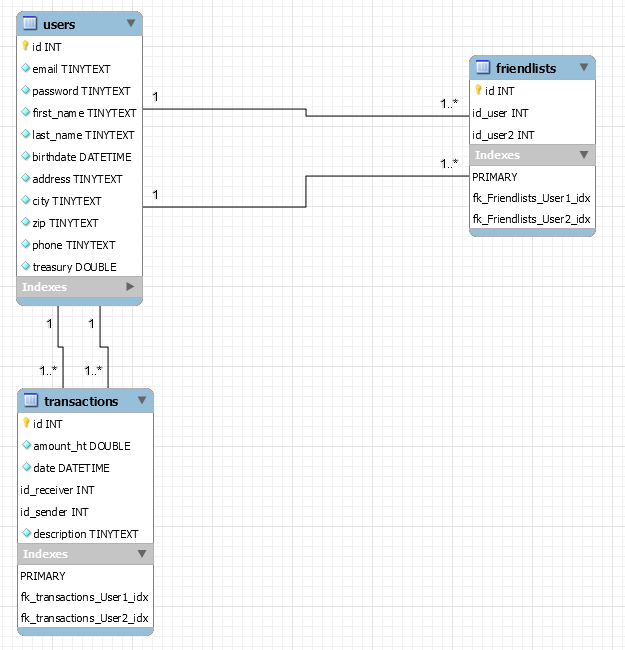 users
id INT
email TINYTEXT
password TINYTEXT
first_name TINYTEXT
last_name TINYTEXT
birthdate DATETIME
address TINYTEXT
city TINYTEXT
zip TINYTEXT
phone TINYTEXT
treasury DOUBLE
Indexes
1
1..*
1
1..*
friendlists
id INT
id_user INT
id_user2 INT
Indexes
PRIMARY
fk_Friendlists_User1_idx
fk_Friendlists_User2_idx
1 1
1..* 1..*
transactions
id INT
amount_ht DOUBLE
date DATETIME
id_receiver INT
id_sender INT
description TINYTEXT
Indexes
PRIMARY
fk_transactions_User1_idx
fk_transactions_User2_idx